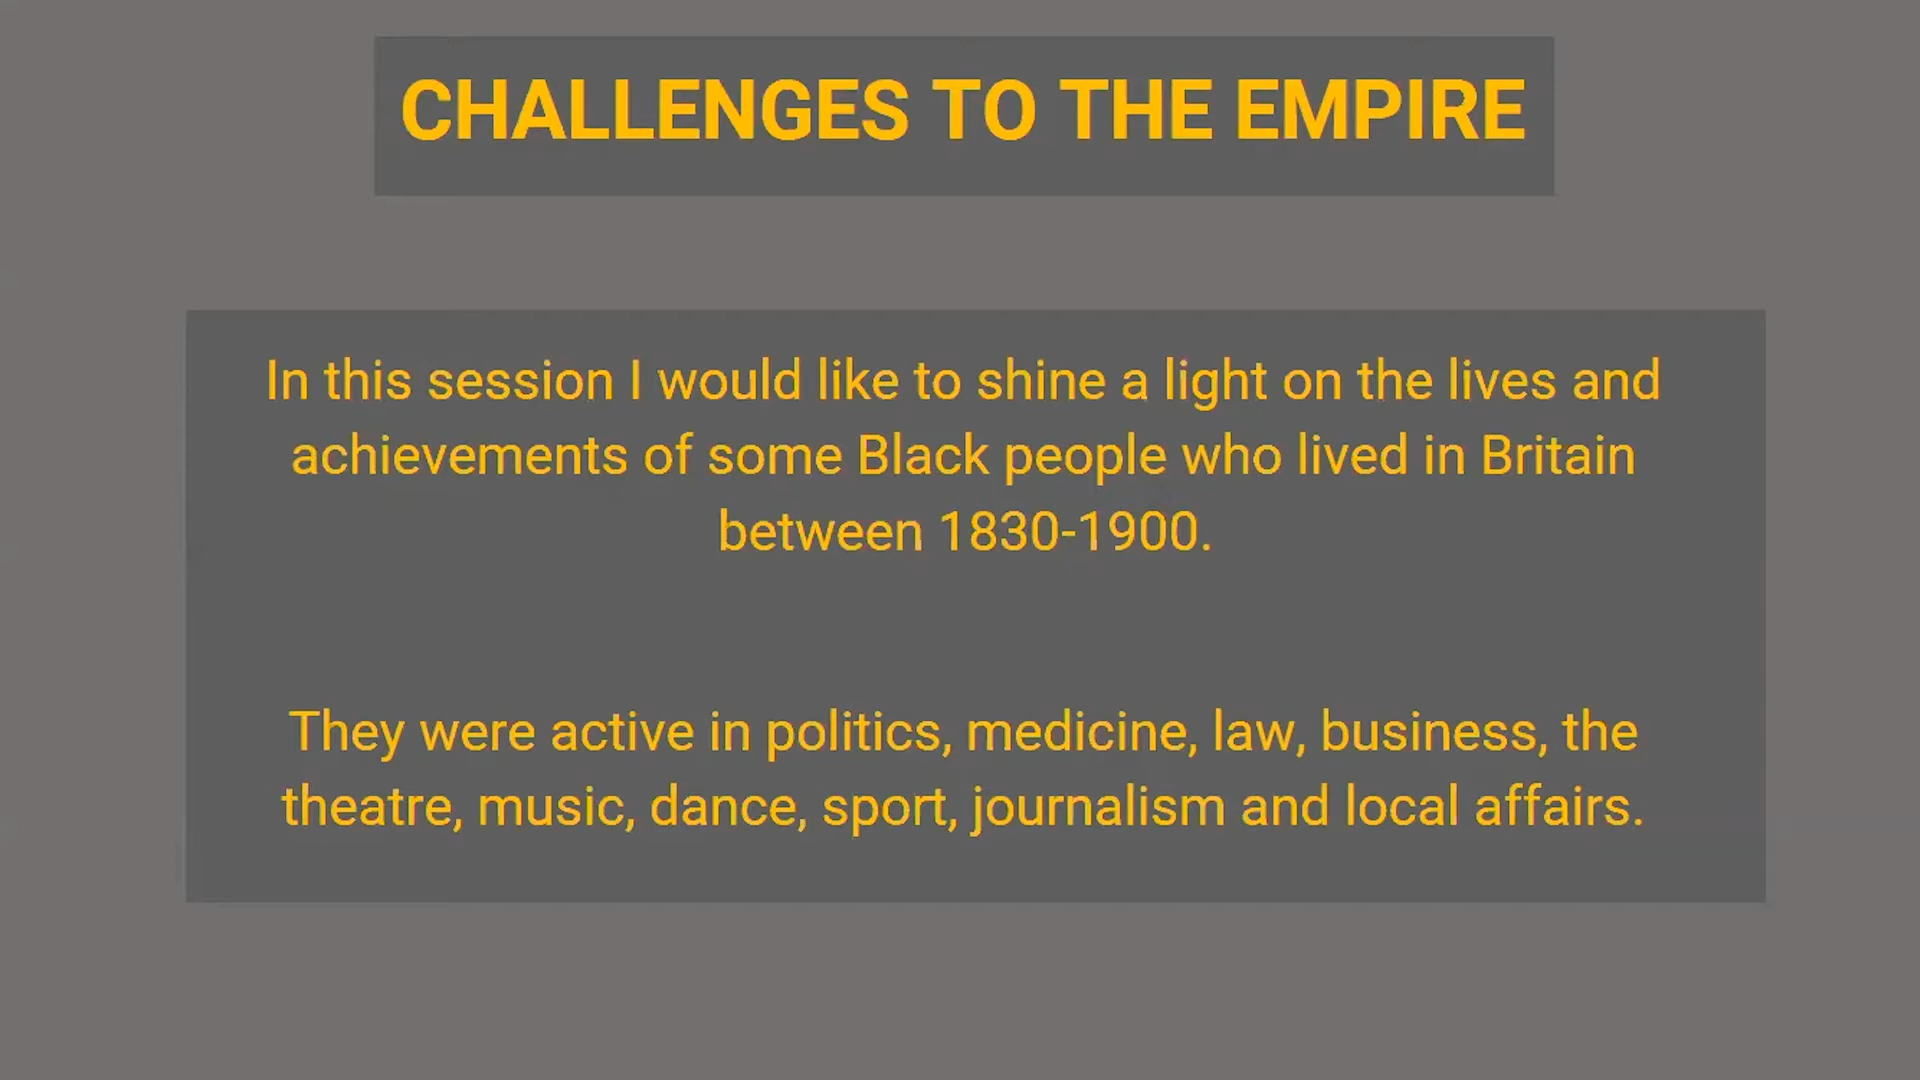 CHALLENGES TO THE EMPIRE
In this session I would like to shine a light on the lives and
achievements of some Black people who lived in Britain
between 1830-1900.
They were active in politics, medicine, law, business, the
theatre, music, dance, sport, journalism and local affairs.